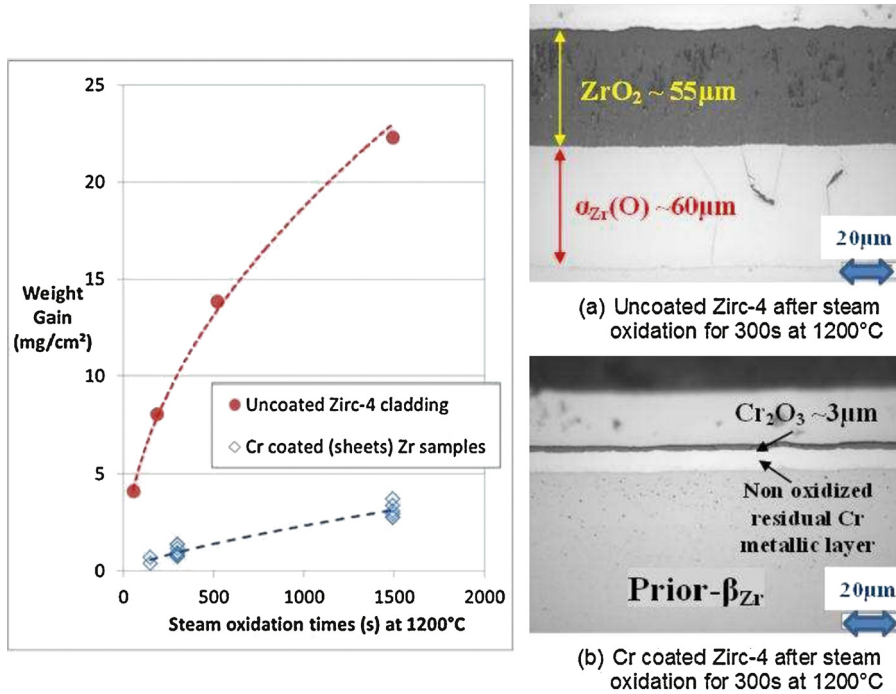 25
20
15
10
5
0
Weight
Gain
(mg/cm²)
Uncoated Zirc-4 cladding
Cr coated (sheets) Zr samples
0 500 1000 1500 2000
Steam oxidation times (s) at 1200°C
ZrO₂ ~ 55µm
αZr(O) ~60µm
20µm
(a) Uncoated Zirc-4 after steam
oxidation for 300s at 1200°C
Cr₂O₃ ~3µm
Non oxidized
residual Cr
metallic layer
Prior-βZr
20µm
(b) Cr coated Zirc-4 after steam
oxidation for 300s at 1200°C